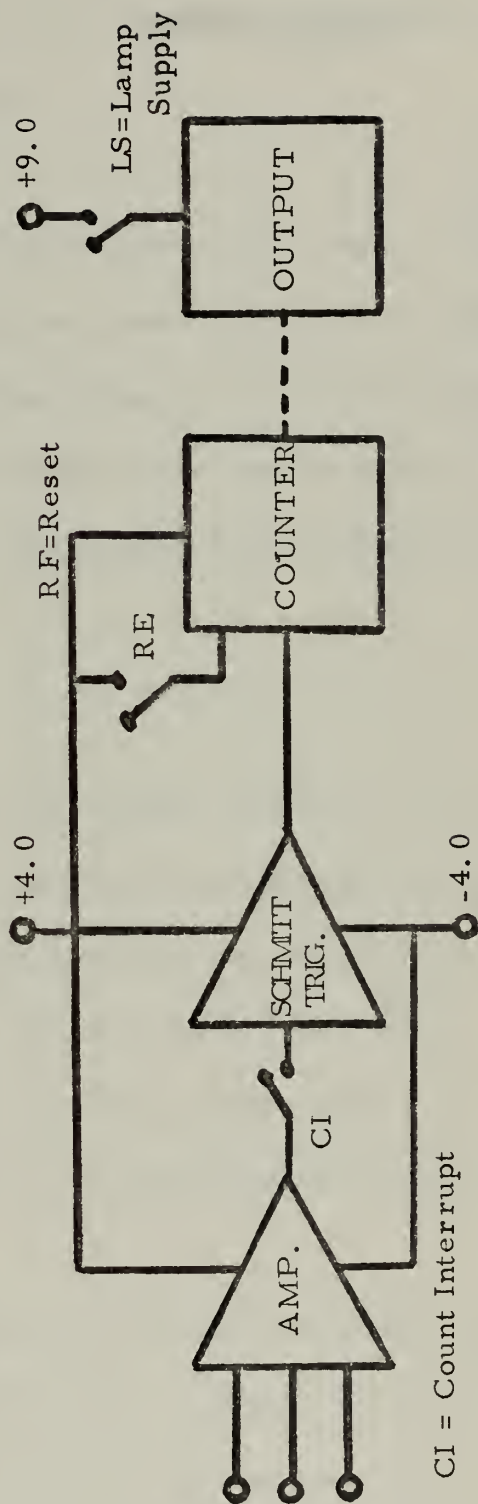 +4.0
+9.0
LS=Lamp
Supply
RF=Reset
RE
AMP.
CI
SCHMITT
TRIG.
COUNTER
OUTPUT
-4.0
CI = Count Interrupt